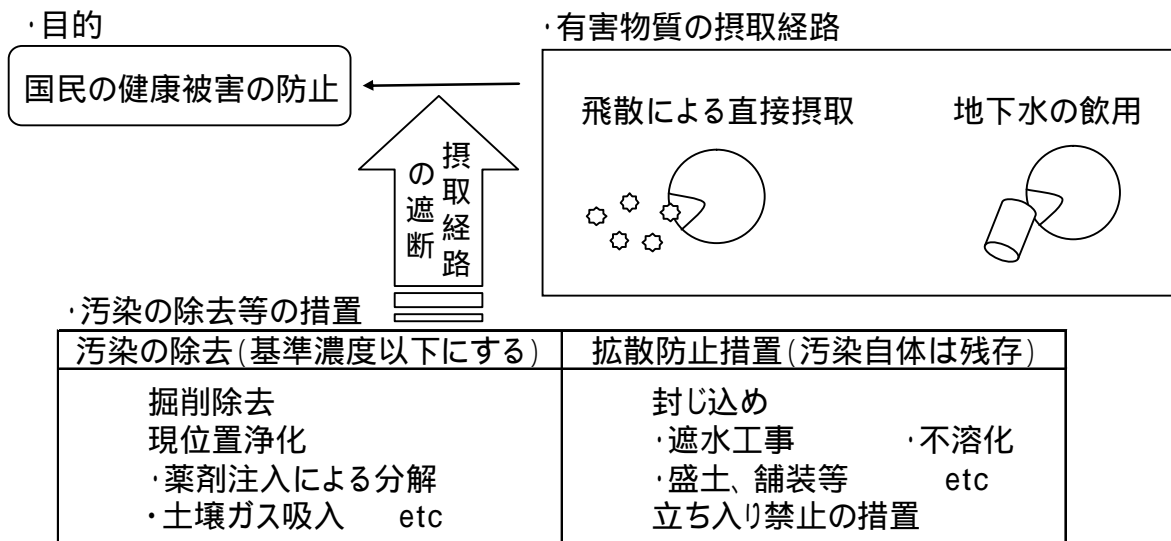 ・目的
国民の健康被害の防止
・有害物質の摂取経路
飛散による直接摂取
地下水の飲用
摂取経路
の遮断
・汚染の除去等の措置
汚染の除去(基準濃度以下にする)
掘削除去
現位置浄化
・薬剤注入による分解
・土壌ガス吸入 etc
拡散防止措置(汚染自体は残存)
封じ込め
・遮水工事 ・不溶化
・盛土、舗装等 etc
立ち入り禁止の措置